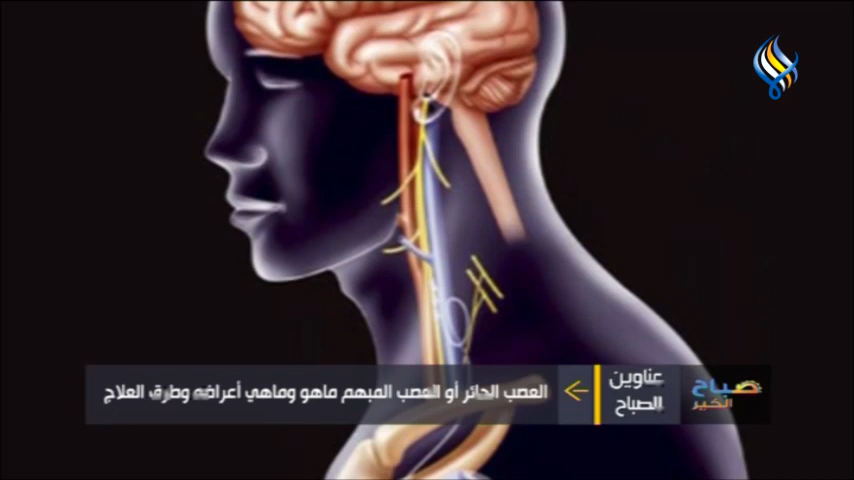 صباح الخير
عناوين الصباح
العصب الحائر أو العصب المبهم ماهو وماهي أعراضه وطرق العلاج